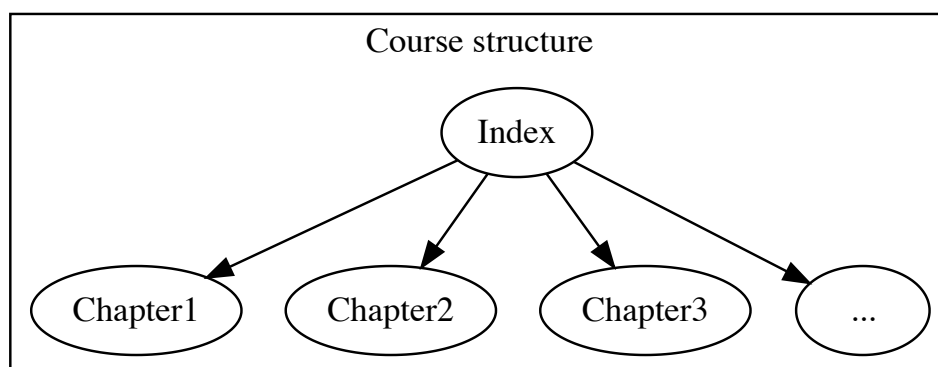 Course structure
Index
Chapter1
Chapter2
Chapter3
...